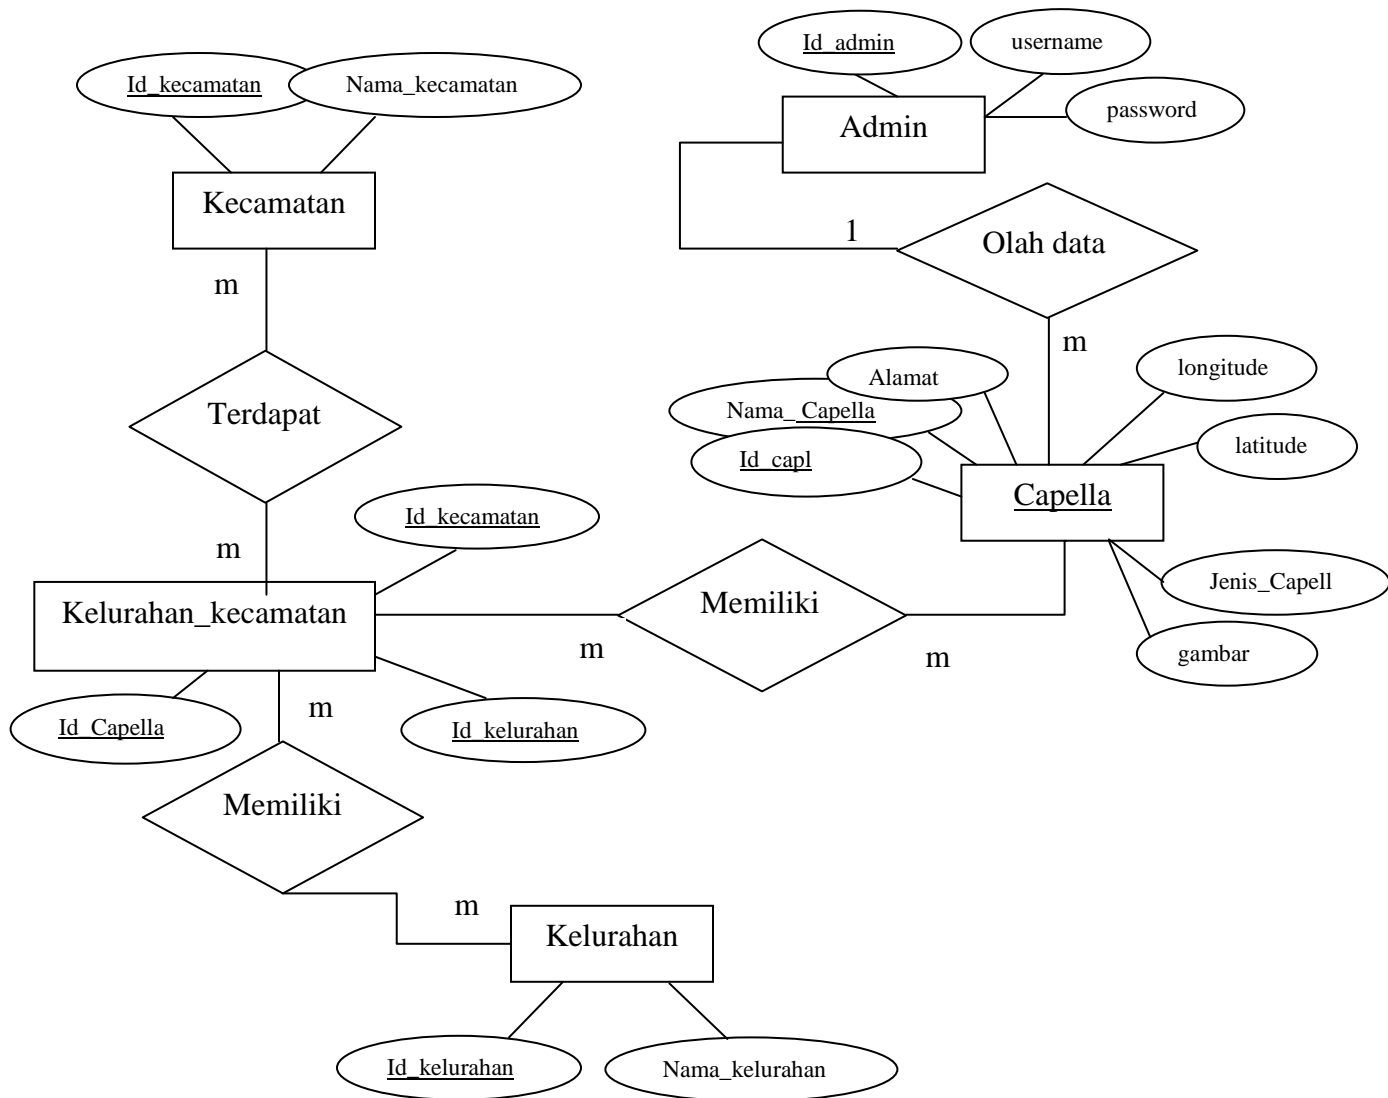 Id_admin
username
Id_kecamatan
Nama_kecamatan
password
Admin
Kecamatan
1
Olah data
m
m
longitude
Alamat
Nama_ Capella
Terdapat
latitude
Id_capl
Capella
Id_kecamatan
m
Jenis_Capell
Memiliki
Kelurahan_kecamatan
m
m
gambar
m
Id_Capella
Id_kelurahan
Memiliki
m
Kelurahan
Id_kelurahan
Nama_kelurahan